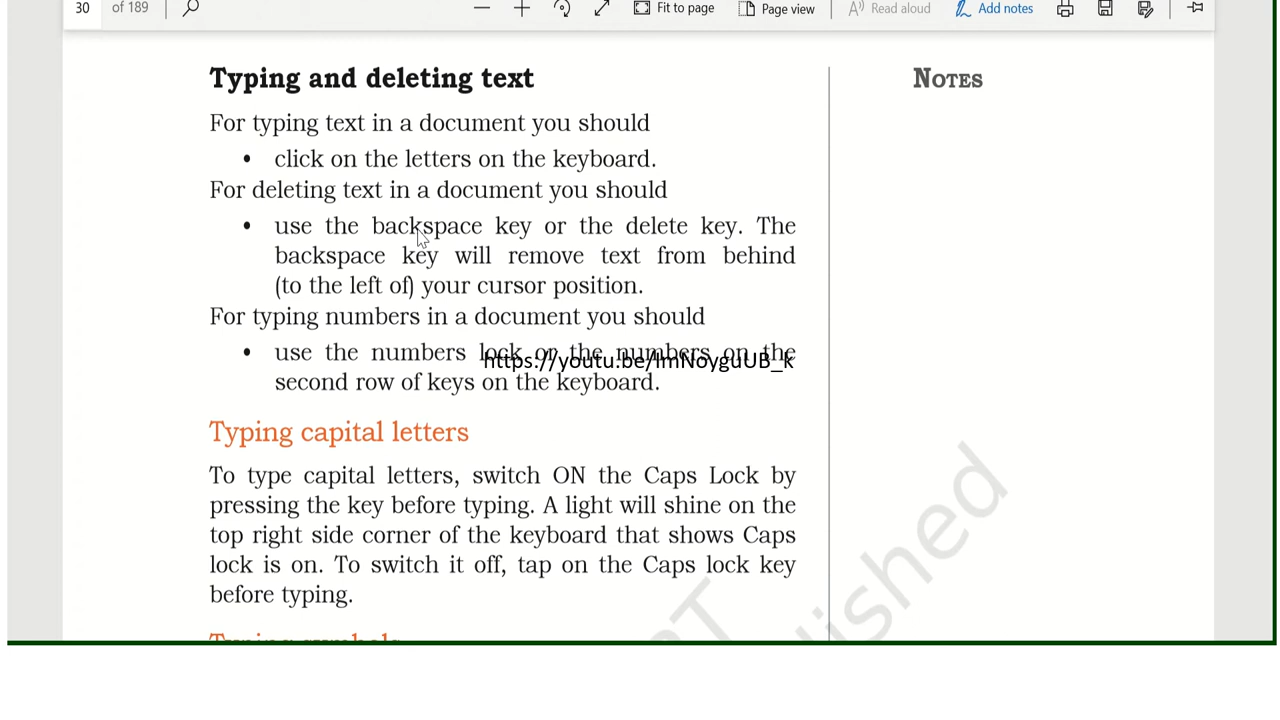 30 of 189 Fit to page Page view Read aloud Add notes
Typing and deleting text
NOTES
For typing text in a document you should
• click on the letters on the keyboard.
For deleting text in a document you should
• use the backspace key or the delete key. The
backspace key will remove text from behind
(to the left of) your cursor position.
For typing numbers in a document you should
• use the numbers lock or the numbers on the
https://youtu.be/ImNoyguUB_k
second row of keys on the keyboard.
Typing capital letters
To type capital letters, switch ON the Caps Lock by
pressing the key before typing. A light will shine on the
top right side corner of the keyboard that shows Caps
lock is on. To switch it off, tap on the Caps lock key
before typing.
Typing symbols